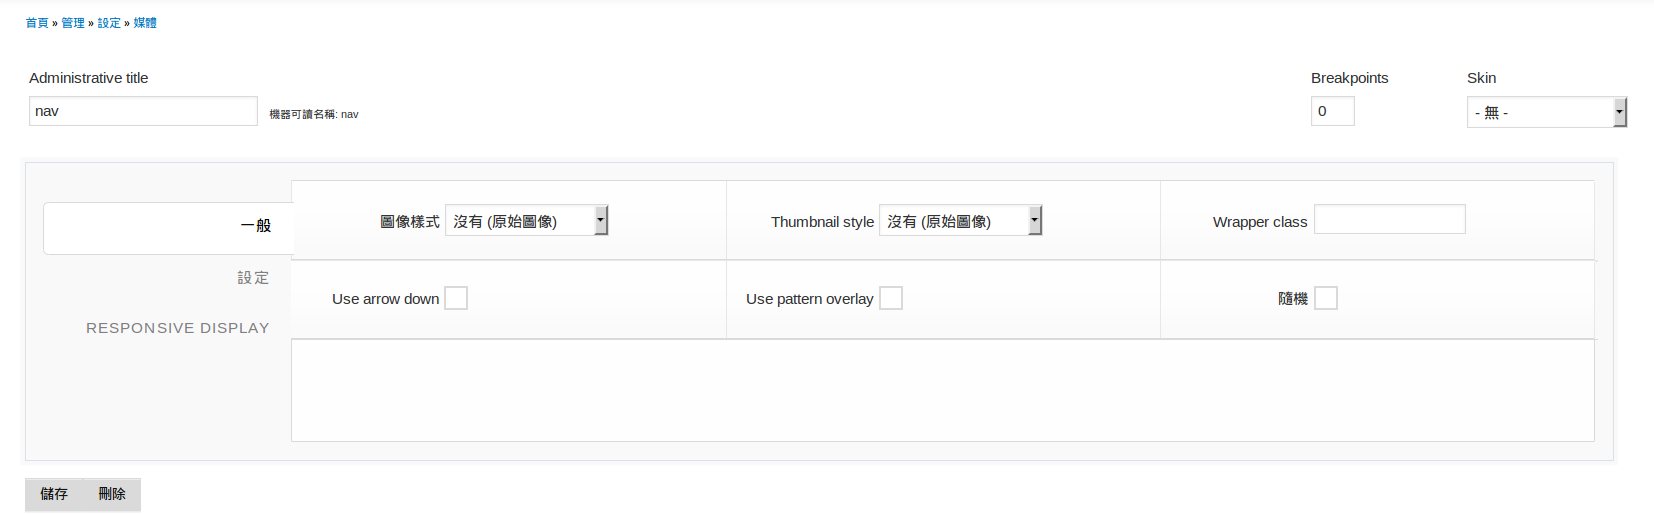 首頁 » 管理 » 設定 » 媒體
Administrative title
Breakpoints
Skin
nav
機器可讀名稱: nav
0
- 無 -
一般
圖像樣式 沒有 (原始圖像)
Thumbnail style 沒有 (原始圖像)
Wrapper class
設定
Use arrow down
Use pattern overlay
隨機
RESPONSIVE DISPLAY
儲存 刪除